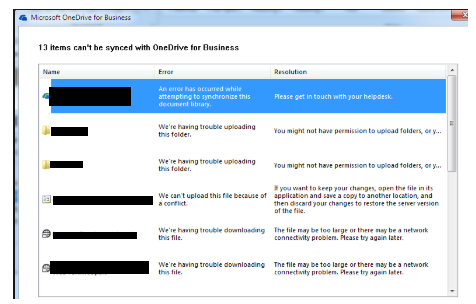 Microsoft OneDrive for Business
13 items can't be synced with OneDrive for Business
Name Error Resolution
An error has occurred while
attempting to synchronize this
document library.
Please get in touch with your helpdesk.
We're having trouble uploading
this folder.
You might not have permission to upload folders, or y...
We're having trouble uploading
this folder.
You might not have permission to upload folders, or y...
We can't upload this file because of
a conflict.
If you want to keep your changes, open the file in its
application and save a copy to another location, and
then discard your changes to restore the server version
of the file.
We're having trouble downloading
this file.
The file may be too large or there may be a network
connectivity problem. Please try again later.
We're having trouble downloading
this file.
The file may be too large or there may be a network
connectivity problem. Please try again later.